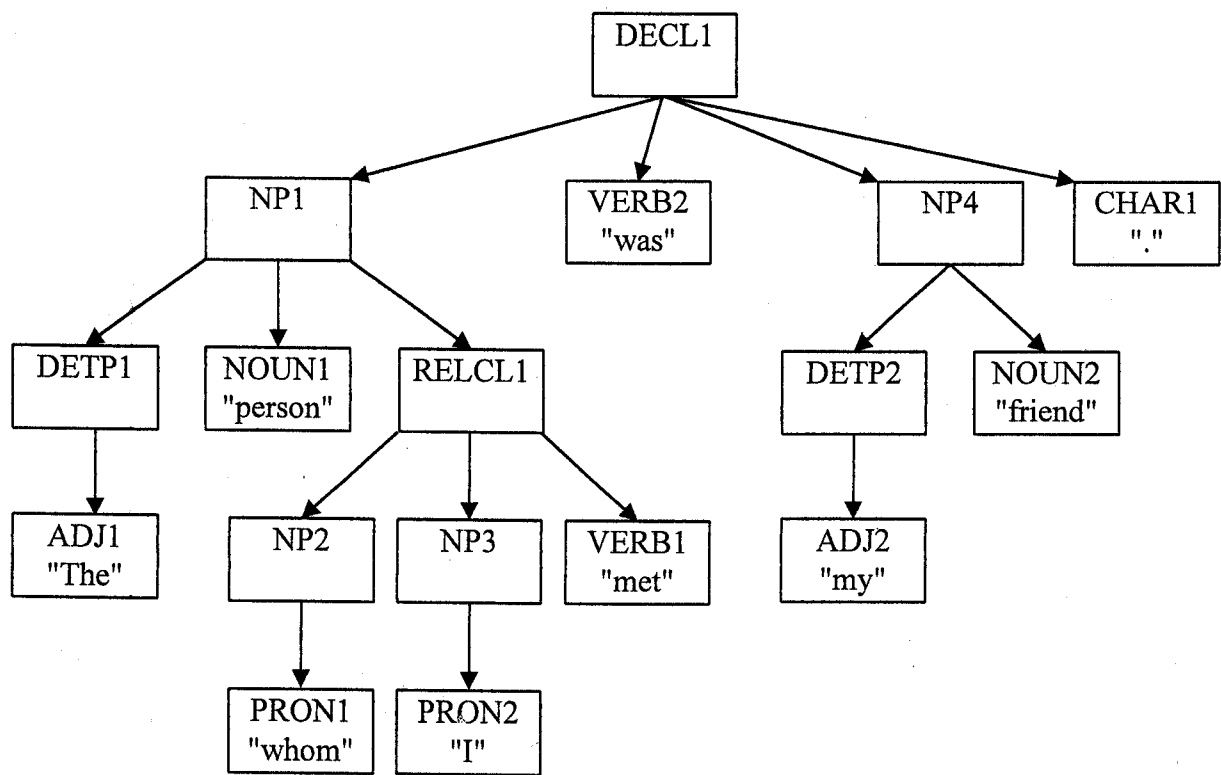 DECL1
NP1
VERB2
"was"
NP4
CHAR1
"."
DETP1
NOUN1
"person"
RELCL1
DETP2
NOUN2
"friend"
ADJ1
"The"
NP2
NP3
VERB1
"met"
ADJ2
"my"
PRON1
"whom"
PRON2
"I"